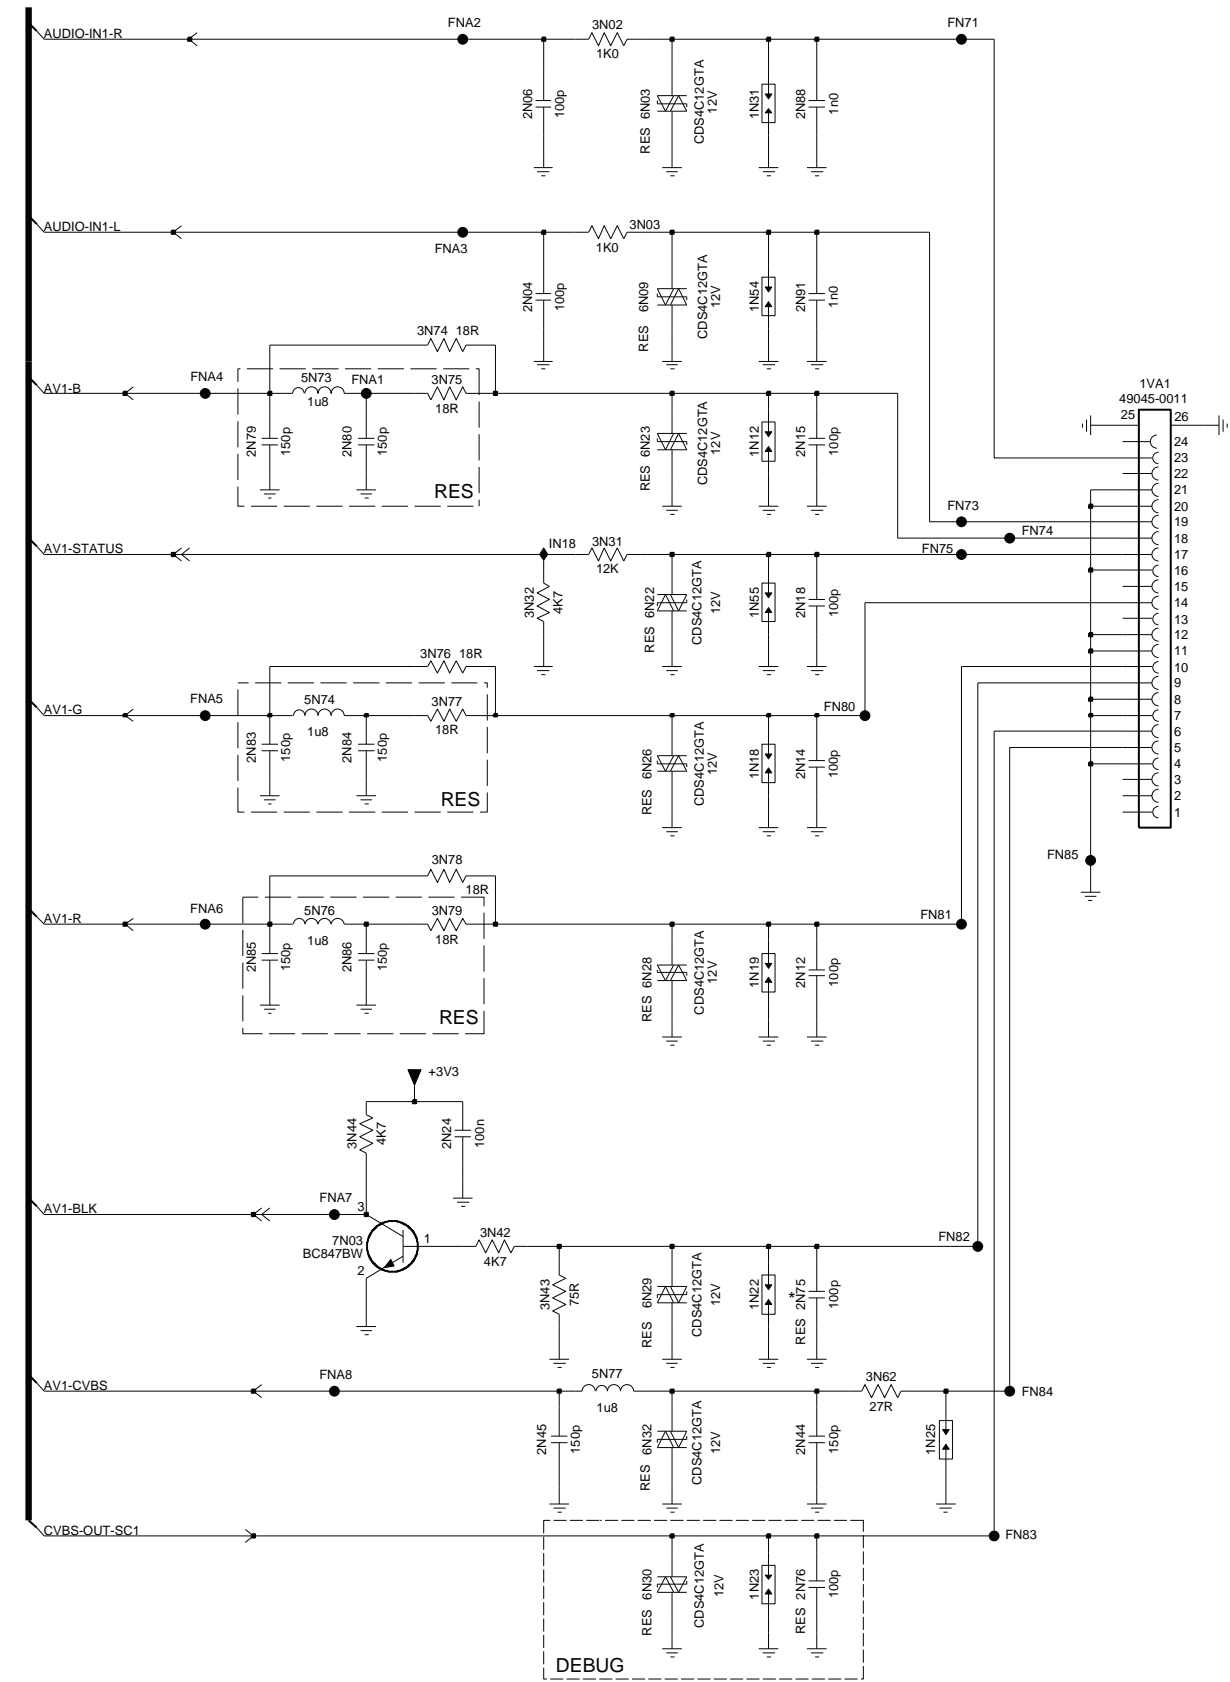 FNA2
3N02
FN71
AUDIO-IN1-R
1K0
2N06
100p
RES 6N03
CDS4C12GTA
12V
1N31
2N88
1n0
AUDIO-IN1-L
FNA3
3N03
1K0
2N04
100p
RES 6N09
CDS4C12GTA
12V
1N54
2N91
1n0
3N74 18R
AV1-B
FNA4
5N73
1u8
FNA1
3N75
18R
2N79
150p
2N80
150p
RES
RES 6N23
CDS4C12GTA
12V
1N12
2N15
100p
1VA1
49045-0011
25
26
24
23
22
21
20
19
18
17
16
15
14
13
12
11
10
9
8
7
6
5
4
3
2
1
FN73
FN74
AV1-STATUS
IN18
3N31
12K
FN75
3N32
4K7
RES 6N22
CDS4C12GTA
12V
1N55
2N18
100p
3N76 18R
AV1-G
FNA5
5N74
1u8
3N77
18R
FN80
2N83
150p
2N84
150p
RES
RES 6N26
CDS4C12GTA
12V
1N18
2N14
100p
FN85
3N78
18R
AV1-R
FNA6
5N76
1u8
3N79
18R
FN81
2N85
150p
2N86
150p
RES
RES 6N28
CDS4C12GTA
12V
1N19
2N12
100p
+3V3
3N44
4K7
2N24
100n
AV1-BLK
FNA7
3
7N03
BC847BW
1
2
3N42
4K7
FN82
3N43
75R
RES 6N29
CDS4C12GTA
12V
1N22
RES *2N75
100p
AV1-CVBS
FNA8
5N77
1u8
3N62
27R
FN84
2N45
150p
RES 6N32
CDS4C12GTA
12V
2N44
150p
1N25
CVBS-OUT-SC1
FN83
RES 6N30
CDS4C12GTA
12V
1N23
RES 2N76
100p
DEBUG